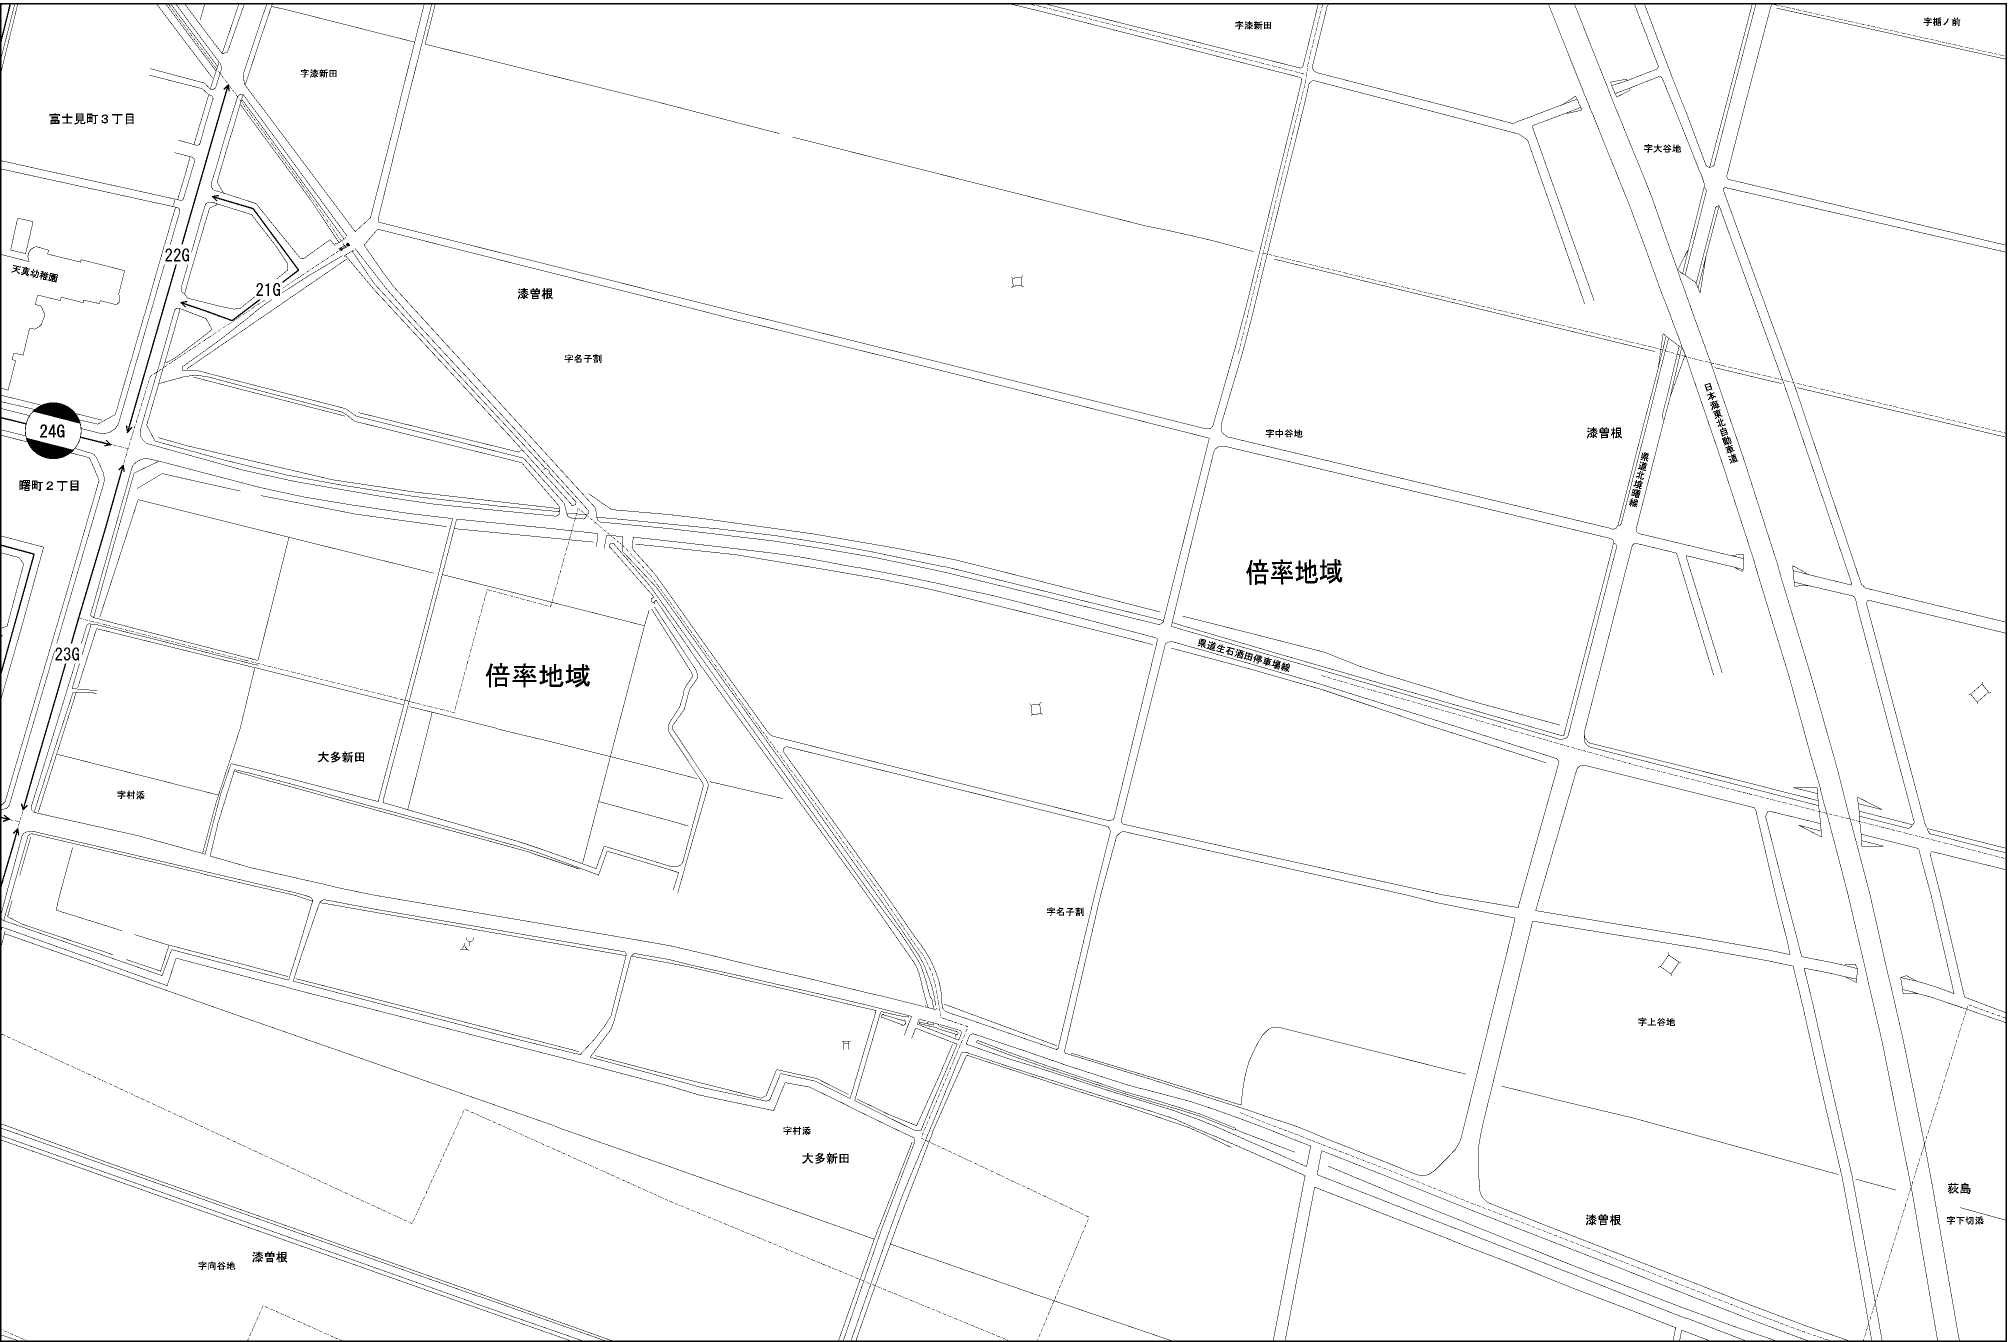 字漆新田
字楯ノ前
字漆新田
富士見町3丁目
字大谷地
22G
天真幼稚園
21G
漆曽根
字名子割
日本海東北自動車道
24G
字中谷地
漆曽根
県道北境曙線
曙町2丁目
倍率地域
23G
県道生石酒田停車場線
倍率地域
大多新田
字村添
字名子割
字上谷地
字村添
大多新田
荻島
漆曽根
字下切添
漆曽根
字向谷地